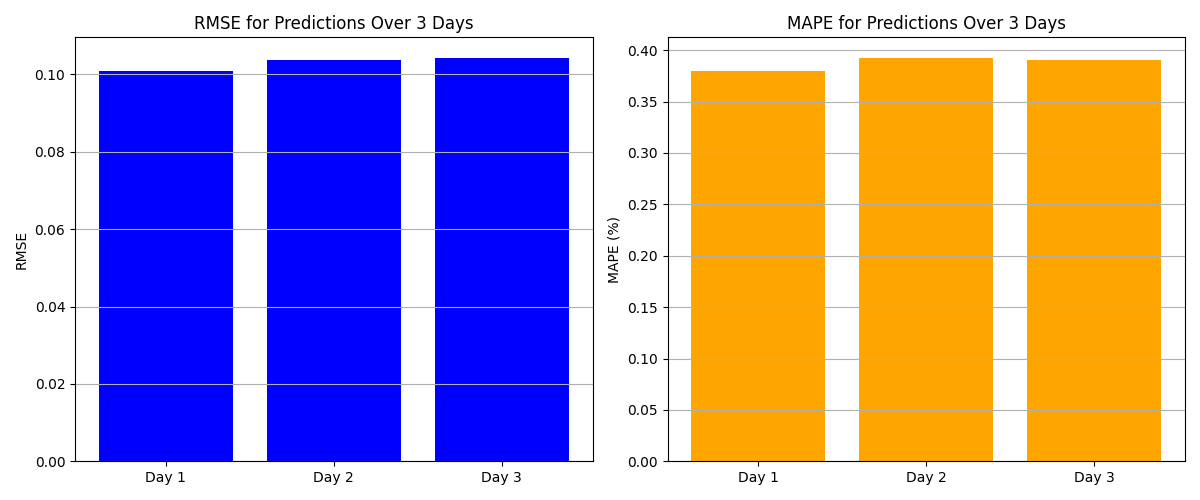 RMSE for Predictions Over 3 Days
RMSE
0.10
0.08
0.06
0.04
0.02
0.00
Day 1
Day 2
Day 3
MAPE for Predictions Over 3 Days
MAPE (%)
0.40
0.35
0.30
0.25
0.20
0.15
0.10
0.05
0.00
Day 1
Day 2
Day 3